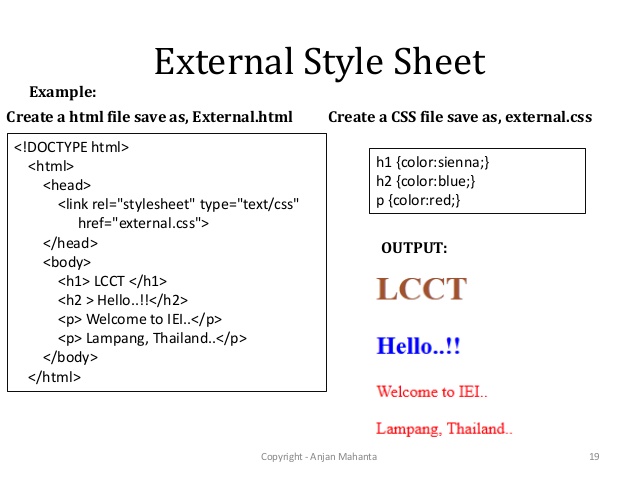 External Style Sheet
Example:
Create a html file save as, External.html
<!DOCTYPE html>
<html>
<head>
<link rel="stylesheet" type="text/css"
href="external.css">
</head>
<body>
<h1> LCCT </h1>
<h2 > Hello..!!</h2>
<p> Welcome to IEI..</p>
<p> Lampang, Thailand..</p>
</body>
</html>
Create a CSS file save as, external.css
h1 {color:sienna;}
h2 {color:blue;}
p {color:red;}
OUTPUT:
LCCT
Hello..!!
Welcome to IEI..
Lampang, Thailand..
Copyright - Anjan Mahanta
19